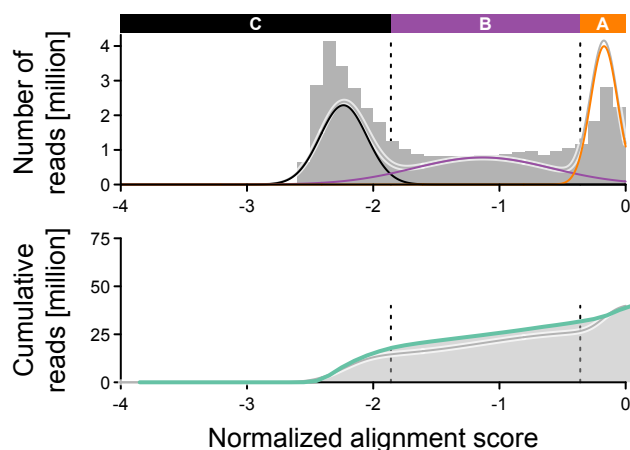 C B A
Number of
reads [million]
4
3
2
1
0
-4 -3 -2 -1 0
Cumulative
reads [million]
75
50
25
0
-4 -3 -2 -1 0
Normalized alignment score